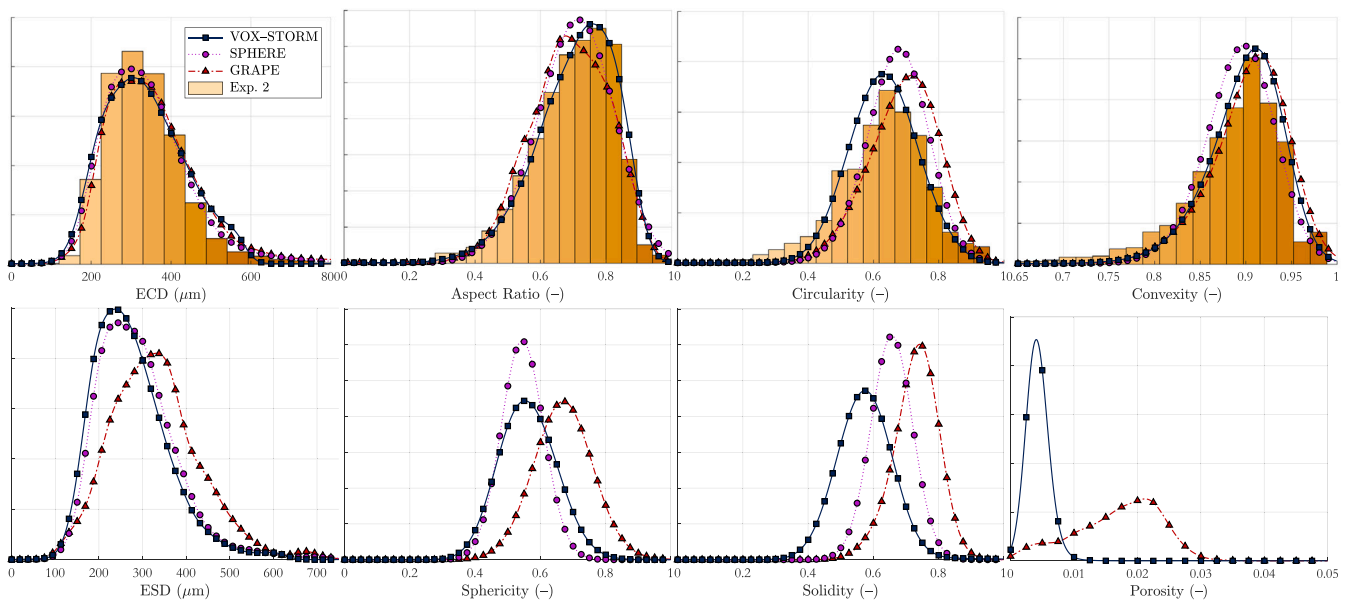 VOX–STORM
SPHERE
GRAPE
Exp. 2
0 200 400 600 800
ECD (μm)
0 0.2 0.4 0.6 0.8 1
Aspect Ratio (–)
0 0.2 0.4 0.6 0.8 1
Circularity (–)
0.65 0.7 0.75 0.8 0.85 0.9 0.95 1
Convexity (–)
0 100 200 300 400 500 600 700
ESD (μm)
0 0.2 0.4 0.6 0.8 1
Sphericity (–)
0 0.2 0.4 0.6 0.8 1
Solidity (–)
0 0.01 0.02 0.03 0.04 0.05
Porosity (–)